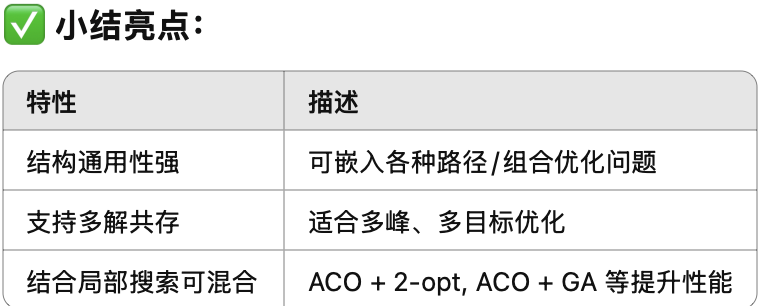 ✅ 小结亮点：
特性 描述
结构通用性强 可嵌入各种路径/组合优化问题
支持多解共存 适合多峰、多目标优化
结合局部搜索可混合 ACO + 2-opt, ACO + GA 等提升性能